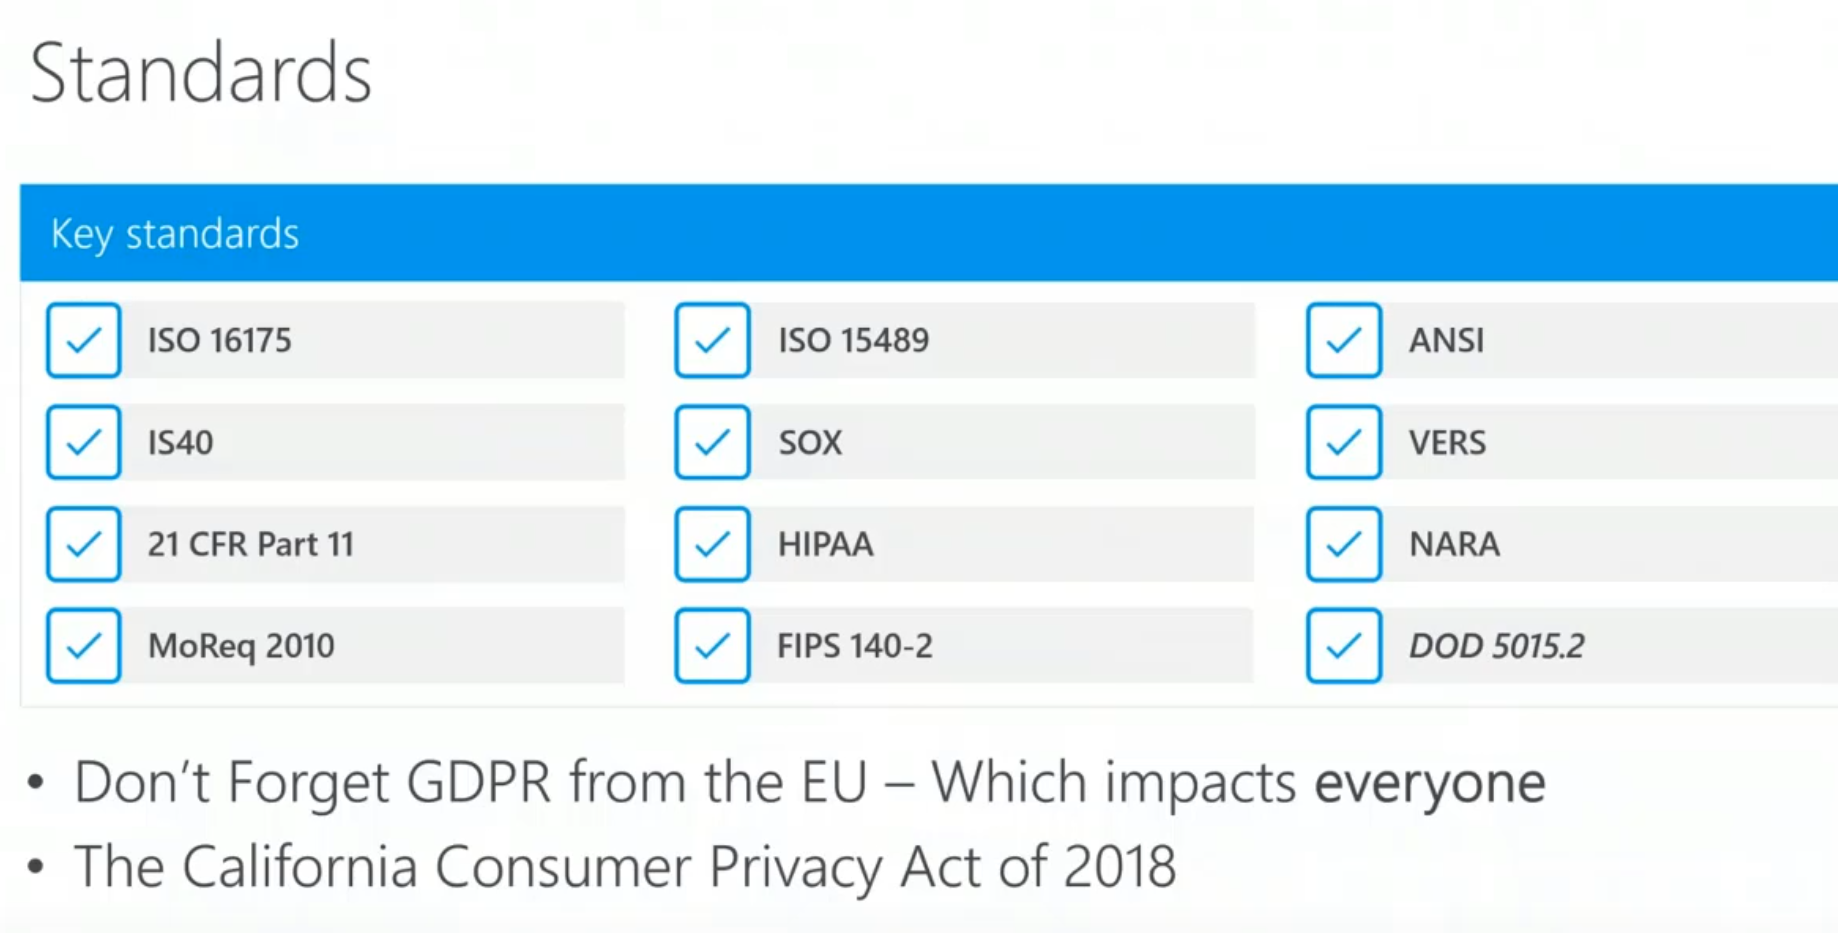 Standards
Key standards
ISO 16175
ISO 15489
ANSI
IS40
SOX
VERS
21 CFR Part 11
HIPAA
NARA
MoReq 2010
FIPS 140-2
DOD 5015.2
• Don't Forget GDPR from the EU – Which impacts everyone
• The California Consumer Privacy Act of 2018